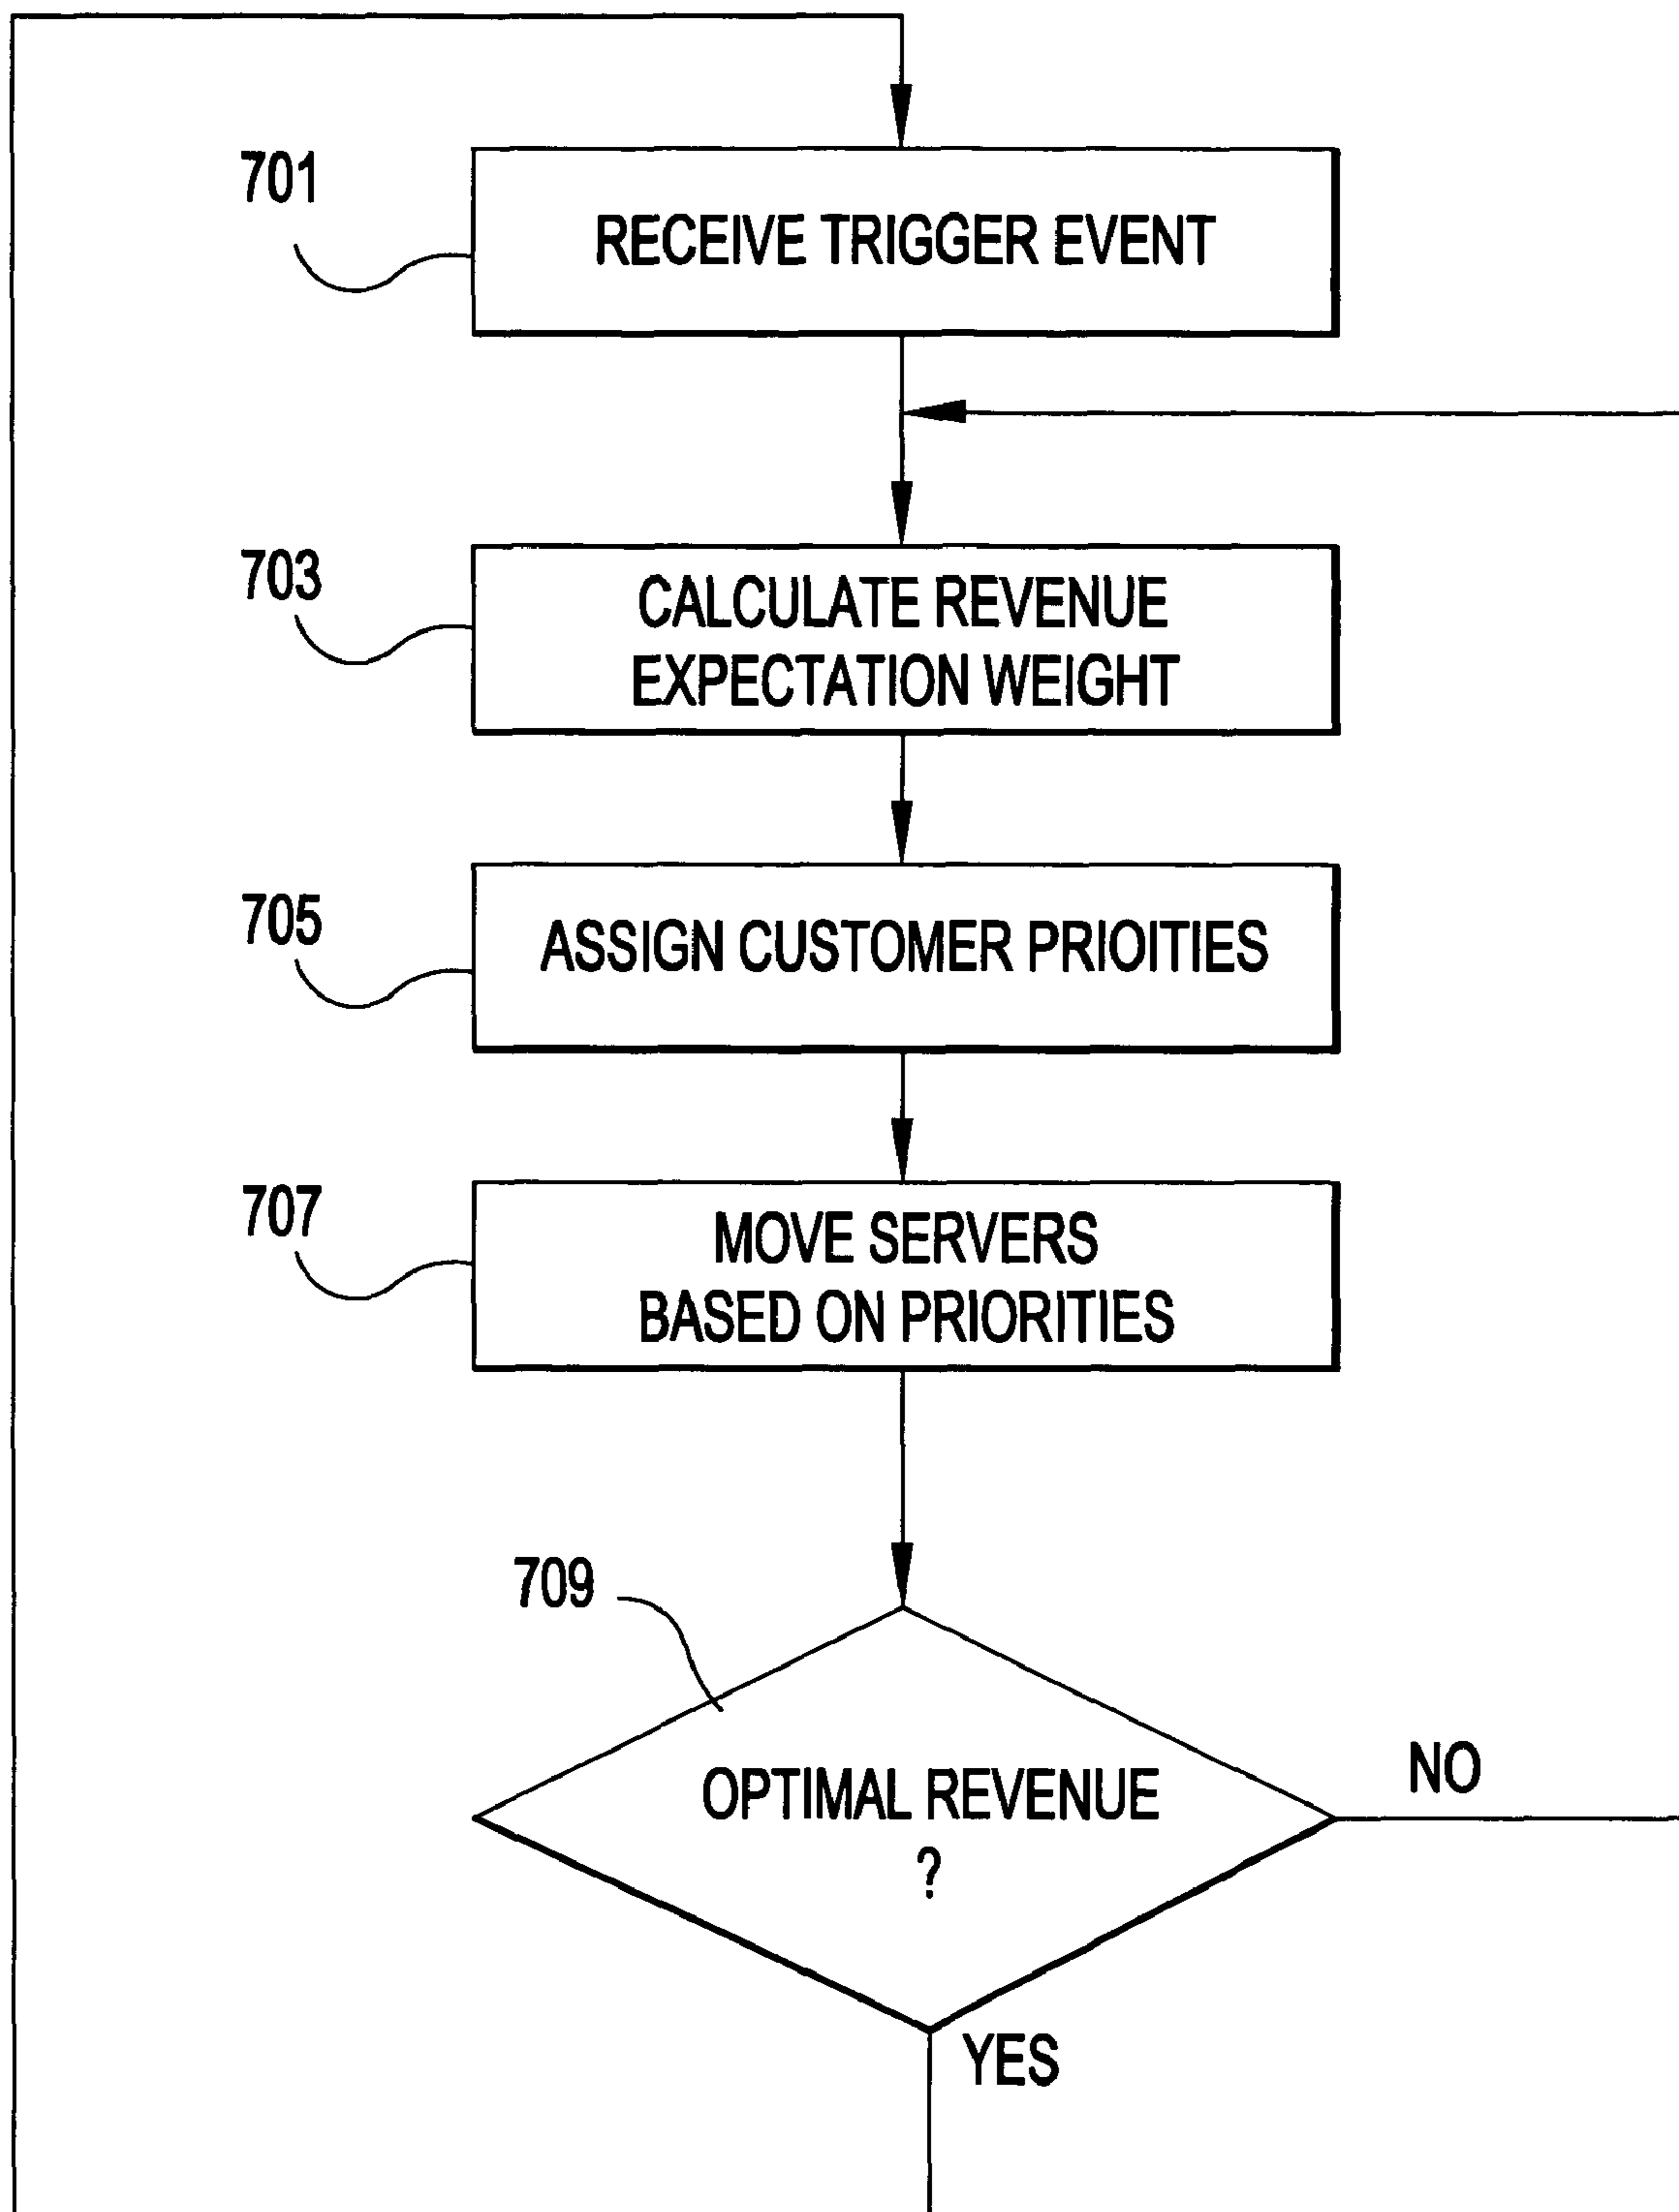 701
RECEIVE TRIGGER EVENT
703
CALCULATE REVENUE
EXPECTATION WEIGHT
705
ASSIGN CUSTOMER PRIOITIES
707
MOVE SERVERS
BASED ON PRIORITIES
709
OPTIMAL REVENUE
?
NO
YES